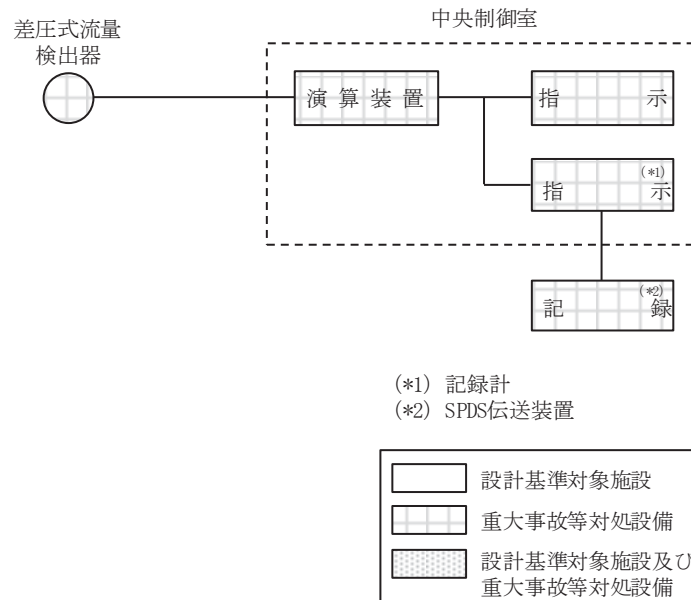 中央制御室
差圧式流量
検出器
演算装置
指示
(*1)
指示
(*2)
記録
(*1) 記録計
(*2) SPDS伝送装置
設計基準対象施設
重大事故等対処設備
設計基準対象施設及び
重大事故等対処設備